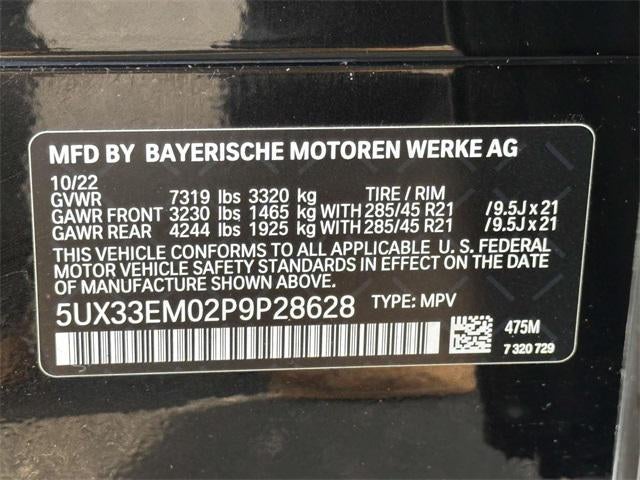 MFD BY BAYERISCHE MOTOREN WERKE AG
10/22
GVWR 7319 lbs 3320 kg TIRE / RIM
GAWR FRONT 3230 lbs 1465 kg WITH 285/45 R21 /9.5J x 21
GAWR REAR 4244 lbs 1925 kg WITH 285/45 R21 /9.5J x 21
THIS VEHICLE CONFORMS TO ALL APPLICABLE U. S. FEDERAL
MOTOR VEHICLE SAFETY STANDARDS IN EFFECT ON THE DATE
OF MANUFACTURE SHOWN ABOVE.
5UX33EM02P9P28628 TYPE: MPV
475M
7 320 729